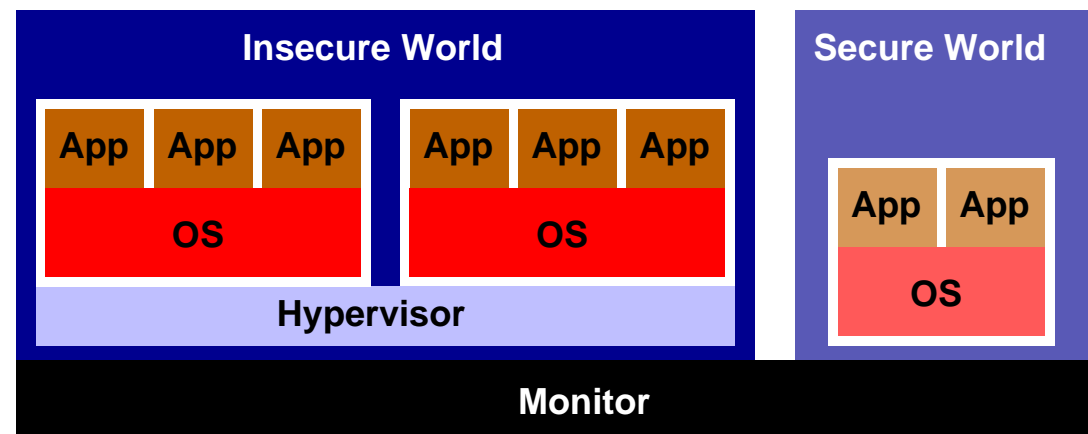 Insecure World
App App App
OS
App App App
OS
Hypervisor
Secure World
App App
OS
Monitor